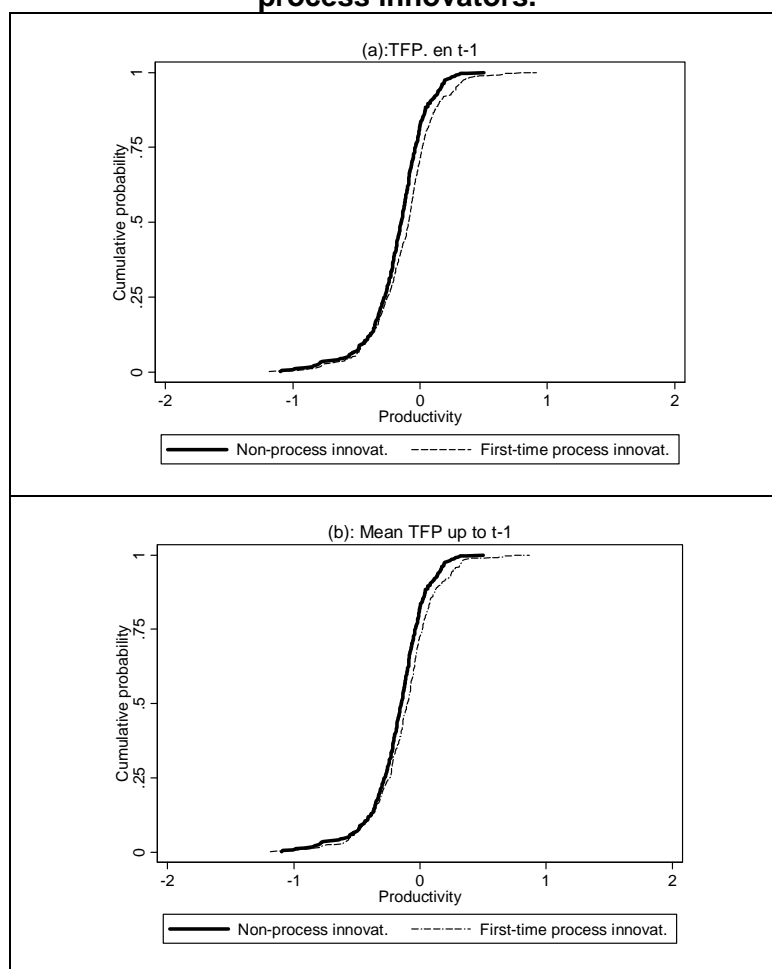 process innovators.
(a):TFP. en t-1
Cumulative probability
1
.75
.5
.25
0
-2 -1 0 1 2
Productivity
Non-process innovat. First-time process innovat.
(b): Mean TFP up to t-1
Cumulative probability
1
.75
.5
.25
0
-2 -1 0 1 2
Productivity
Non-process innovat. First-time process innovat.